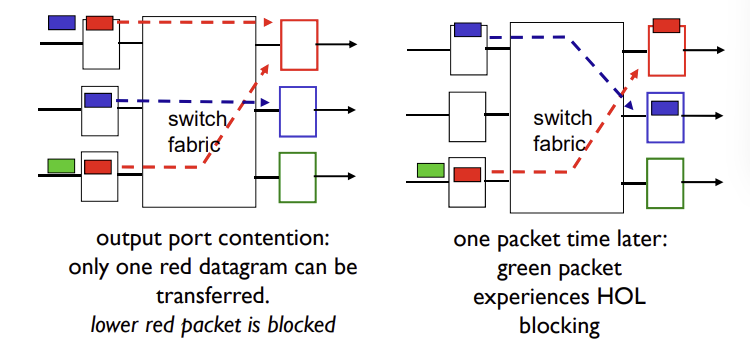 switch
fabric
output port contention:
only one red datagram can be
transferred.
lower red packet is blocked
switch
fabric
one packet time later:
green packet
experiences HOL
blocking